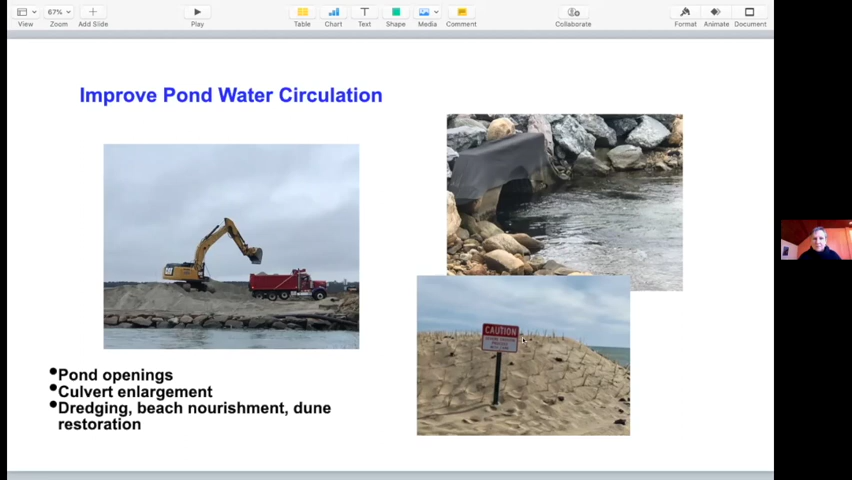 67%
View
Zoom
Add Slide
Play
Table
Chart
Text
Shape
Media
Comment
Collaborate
Format
Animate
Document
Improve Pond Water Circulation
CAUTION
•Pond openings
•Culvert enlargement
•Dredging, beach nourishment, dune
restoration